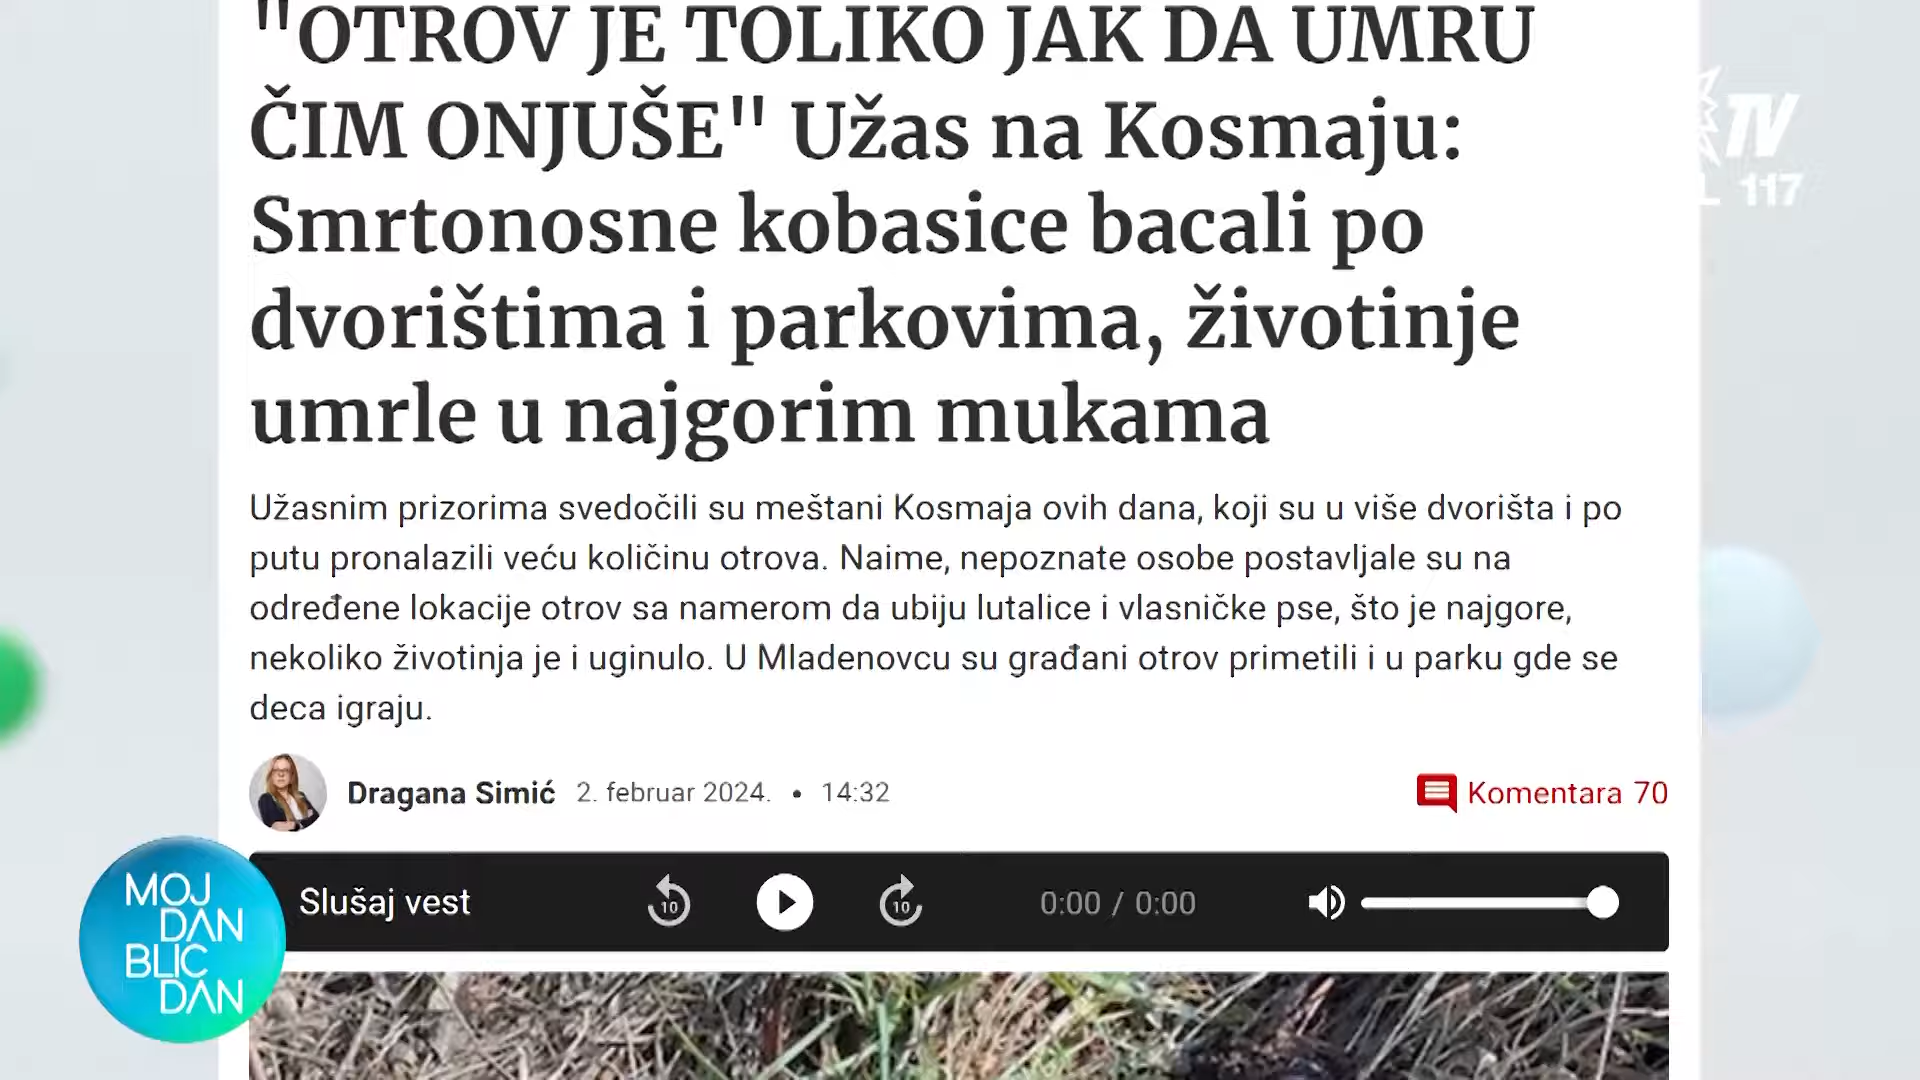 "OTROV JE TOLIKO JAK DA UMRU
ČIM ONJUŠE" Užas na Kosmaju:
Smrtonosne kobasice bacali po
dvorištima i parkovima, životinje
umrle u najgorim mukama
Užasnim prizorima svedočili su meštani Kosmaja ovih dana, koji su u više dvorišta i po
putu pronalazili veću količinu otrova. Naime, nepoznate osobe postavljale su na
određene lokacije otrov sa namerom da ubiju lutalice i vlasničke pse, što je najgore,
nekoliko životinja je i uginulo. U Mladenovcu su građani otrov primetili i u parku gde se
deca igraju.
Dragana Simić 2. februar 2024. • 14:32
Komentara 70
Slušaj vest
10
10
0:00 / 0:00
MOJ
DAN
BLIC
DAN
TV
L 117